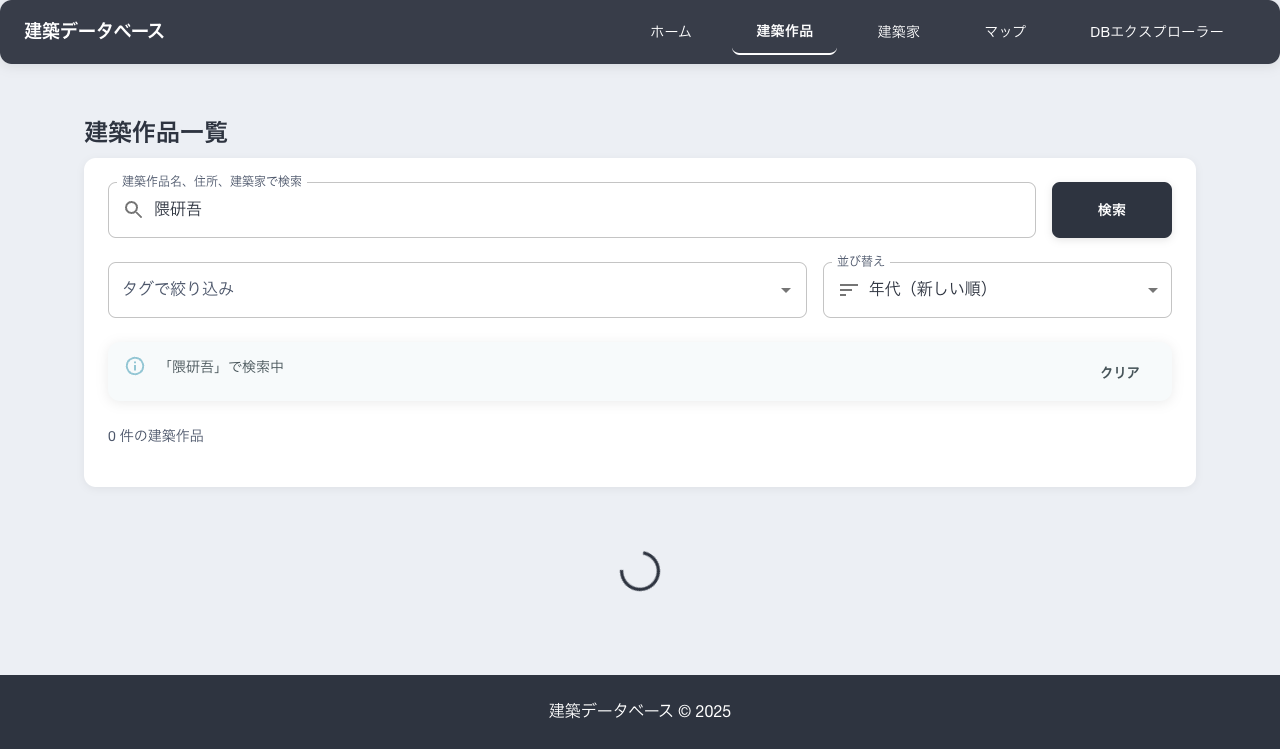 建築データベース
ホーム
建築作品
建築家
マップ
DBエクスプローラー
建築作品一覧
建築作品名、住所、建築家で検索
隈研吾
検索
タグで絞り込み
並び替え
年代（新しい順）
「隈研吾」で検索中
クリア
0 件の建築作品
建築データベース © 2025